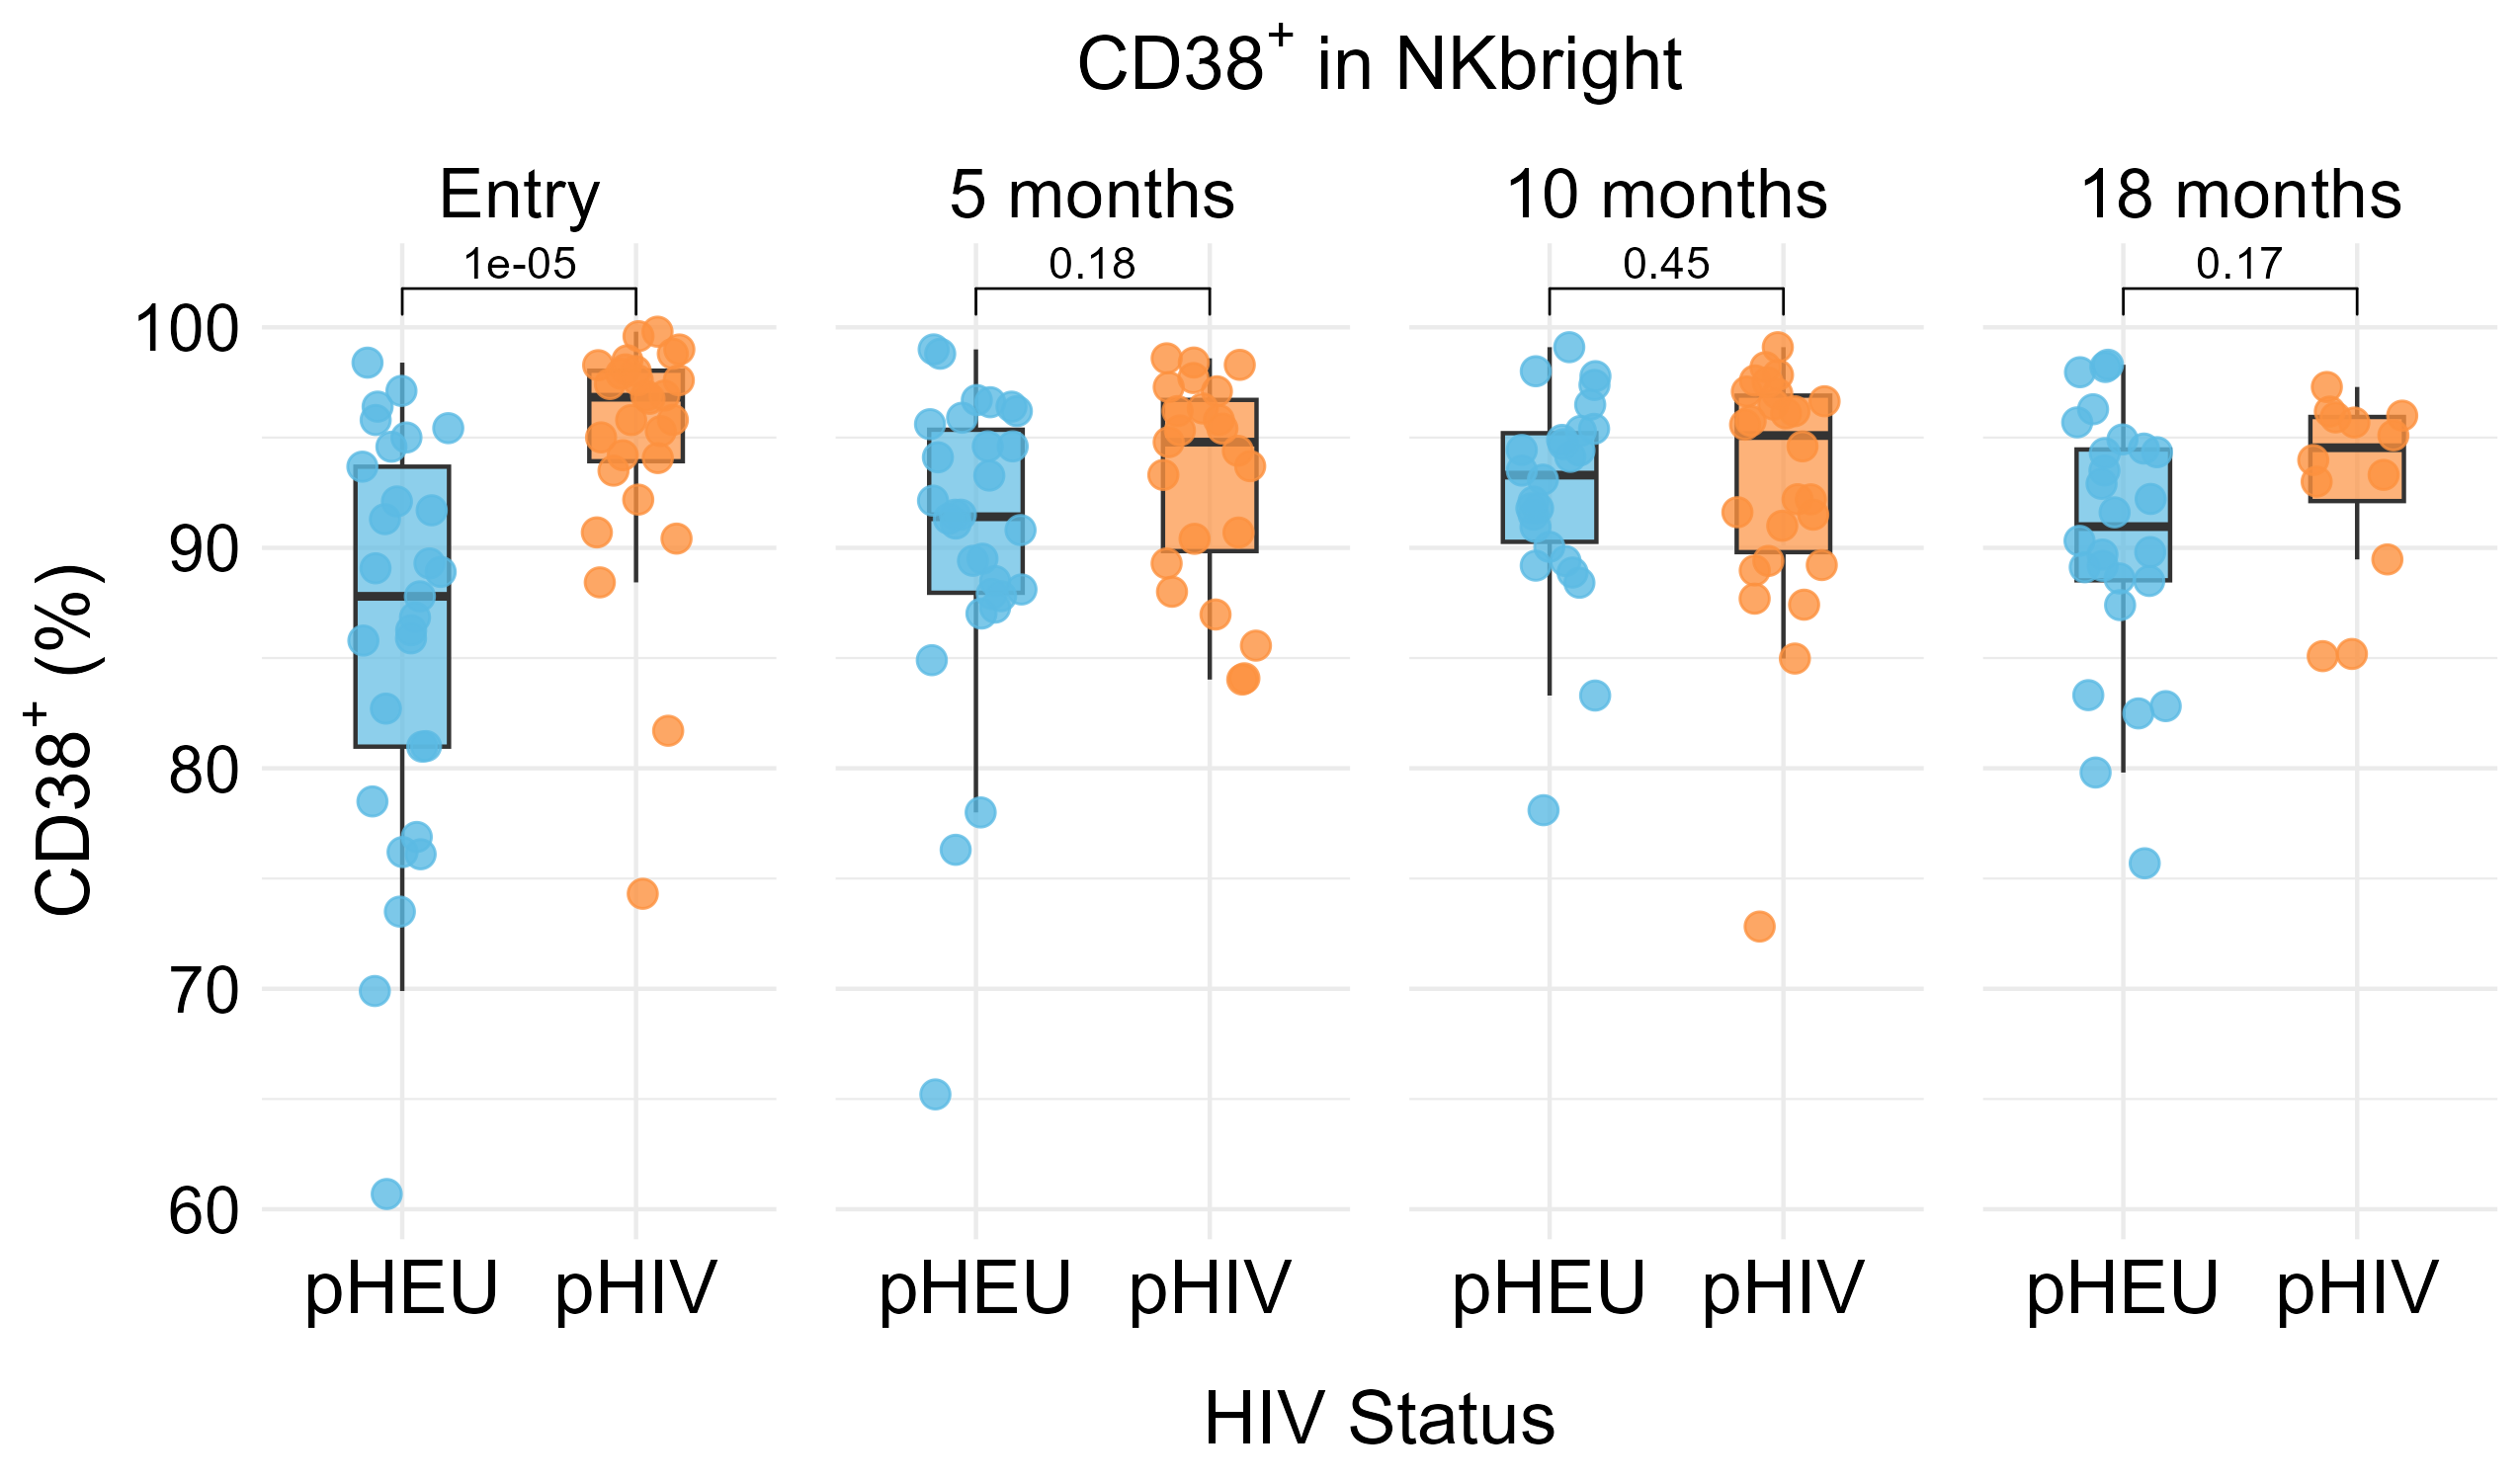 CD38⁺ in NKbright
Entry
5 months
10 months
18 months
1e-05
0.18
0.45
0.17
CD38⁺ (%)
100
90
80
70
60
pHEU
pHIV
pHEU
pHIV
pHEU
pHIV
pHEU
pHIV
HIV Status